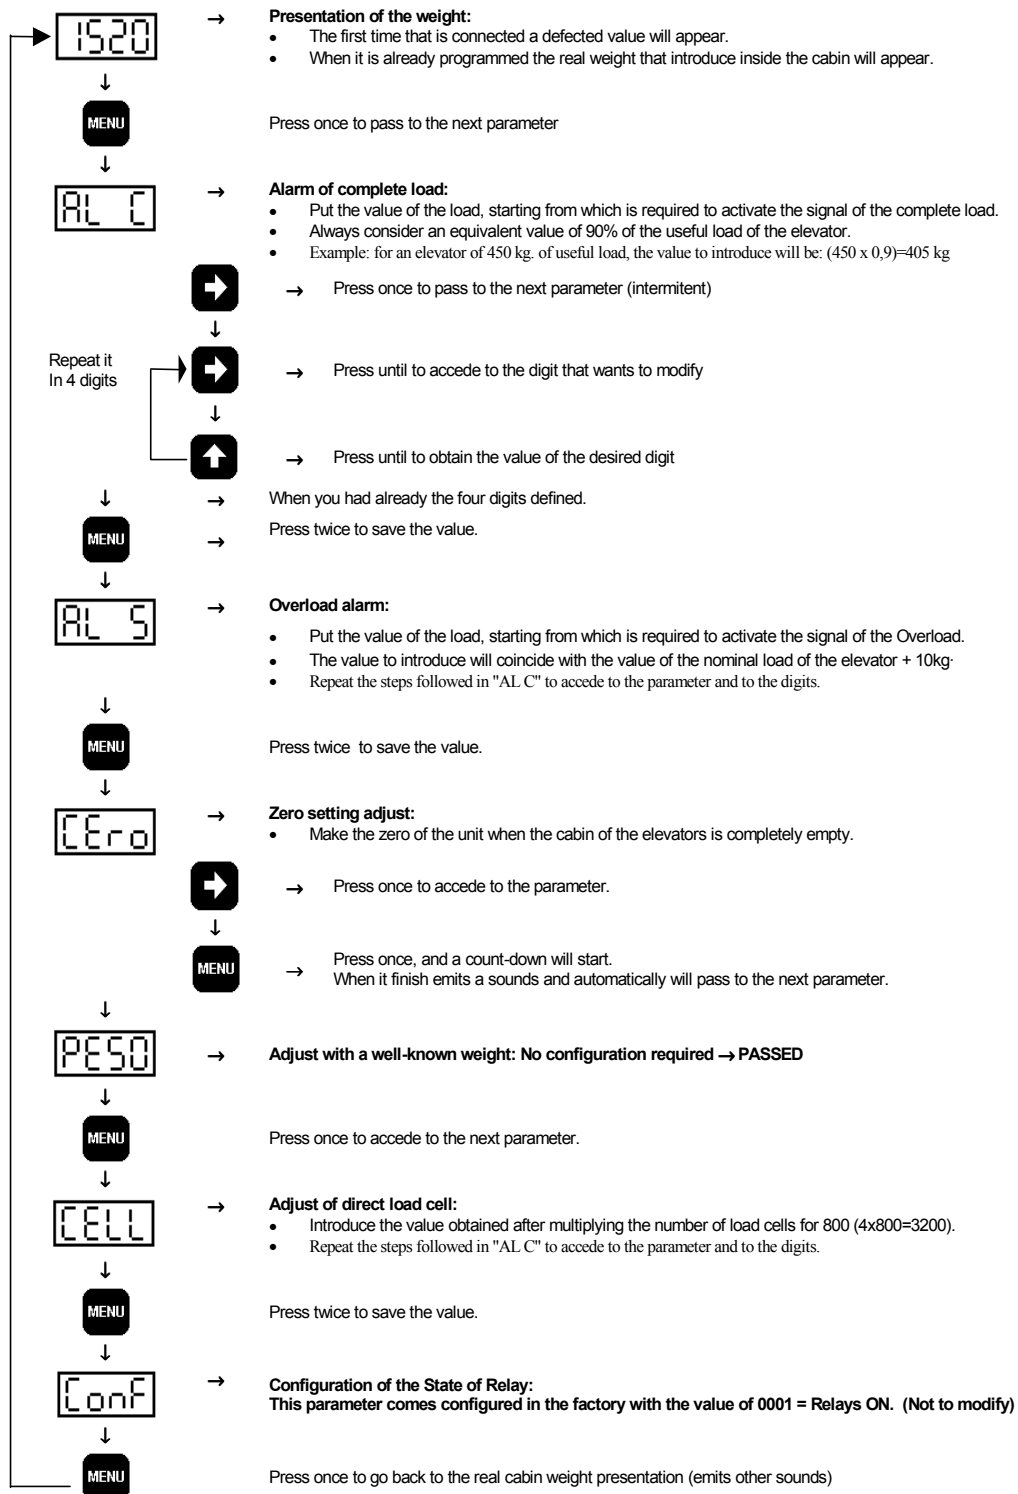 1520 → Presentation of the weight:
• The first time that is connected a defected value will appear.
• When it is already programmed the real weight that introduce inside the cabin will appear.
↓
MENU Press once to pass to the next parameter
↓
AL C → Alarm of complete load:
• Put the value of the load, starting from which is required to activate the signal of the complete load.
• Always consider an equivalent value of 90% of the useful load of the elevator.
• Example: for an elevator of 450 kg. of useful load, the value to introduce will be: (450 x 0,9)=405 kg
→ Press once to pass to the next parameter (intermitent)
↓
Repeat it
In 4 digits
→ Press until to accede to the digit that wants to modify
↓
→ Press until to obtain the value of the desired digit
↓ → When you had already the four digits defined.
MENU → Press twice to save the value.
↓
AL S → Overload alarm:
• Put the value of the load, starting from which is required to activate the signal of the Overload.
• The value to introduce will coincide with the value of the nominal load of the elevator + 10kg·
• Repeat the steps followed in "AL C" to accede to the parameter and to the digits.
↓
MENU Press twice to save the value.
↓
CEro → Zero setting adjust:
• Make the zero of the unit when the cabin of the elevators is completely empty.
→ Press once to accede to the parameter.
↓
MENU → Press once, and a count-down will start.
When it finish emits a sounds and automatically will pass to the next parameter.
↓
PESO → Adjust with a well-known weight: No configuration required → PASSED
↓
MENU Press once to accede to the next parameter.
↓
CELL → Adjust of direct load cell:
• Introduce the value obtained after multiplying the number of load cells for 800 (4x800=3200).
• Repeat the steps followed in "AL C" to accede to the parameter and to the digits.
↓
MENU Press twice to save the value.
↓
ConF → Configuration of the State of Relay:
This parameter comes configured in the factory with the value of 0001 = Relays ON. (Not to modify)
↓
MENU Press once to go back to the real cabin weight presentation (emits other sounds)